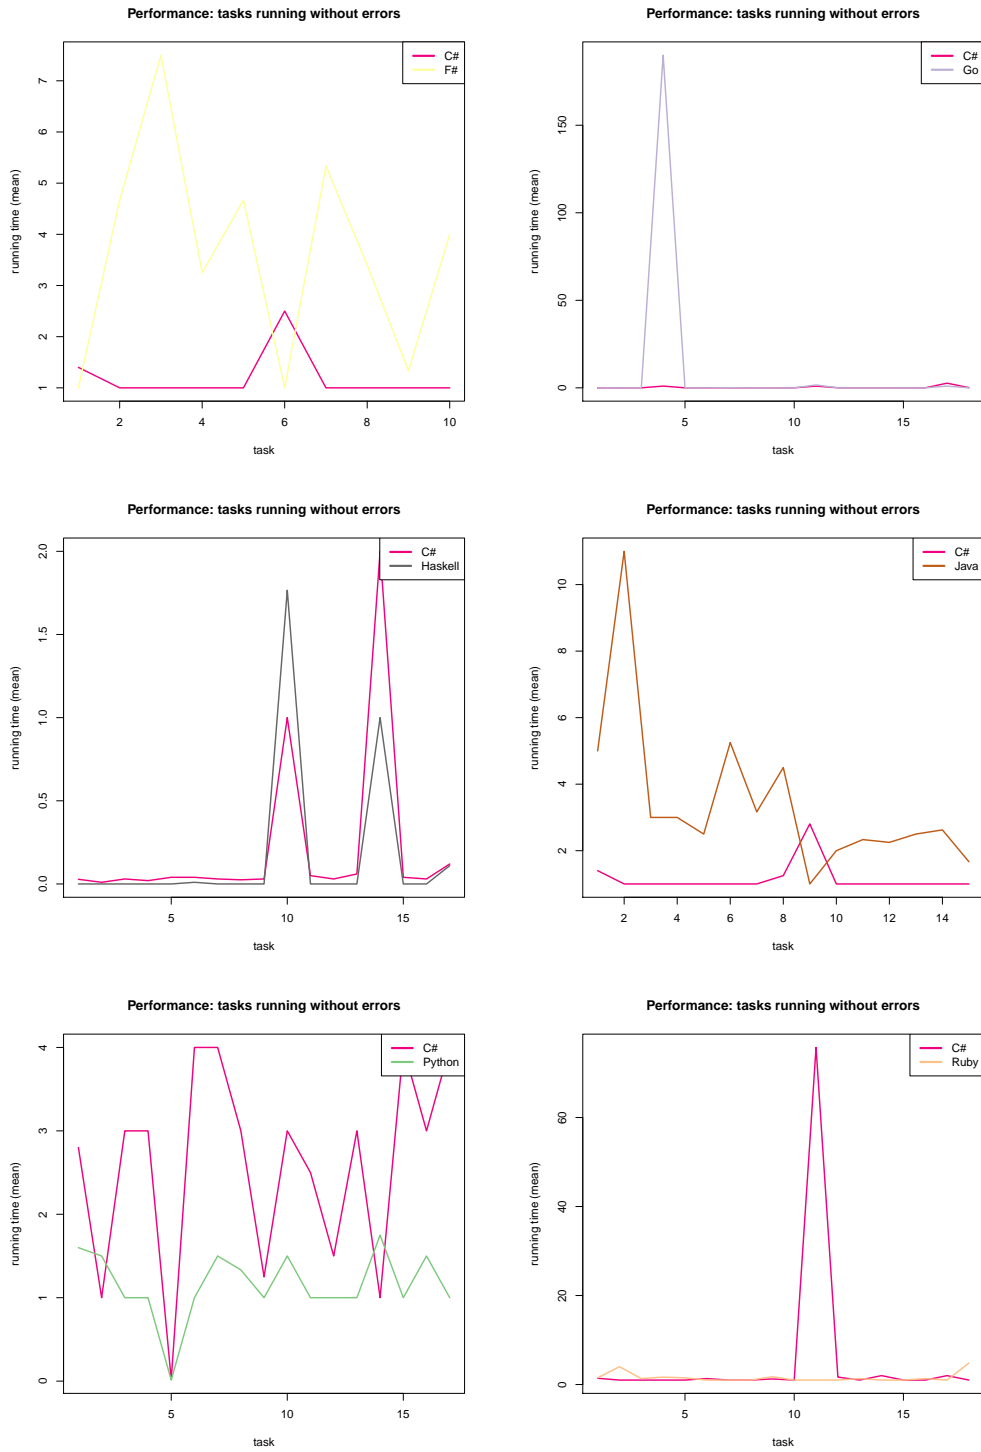 Performance: tasks running without errors
C#
F#
running time (mean)
7
6
5
4
3
2
1
2 4 6 8 10
task
Performance: tasks running without errors
C#
Go
running time (mean)
150
100
50
0
5 10 15
task
Performance: tasks running without errors
C#
Haskell
running time (mean)
2.0
1.5
1.0
0.5
0.0
5 10 15
task
Performance: tasks running without errors
C#
Java
running time (mean)
10
8
6
4
2
2 4 6 8 10 12 14
task
Performance: tasks running without errors
C#
Python
running time (mean)
4
3
2
1
0
5 10 15
task
Performance: tasks running without errors
C#
Ruby
running time (mean)
60
40
20
0
5 10 15
task